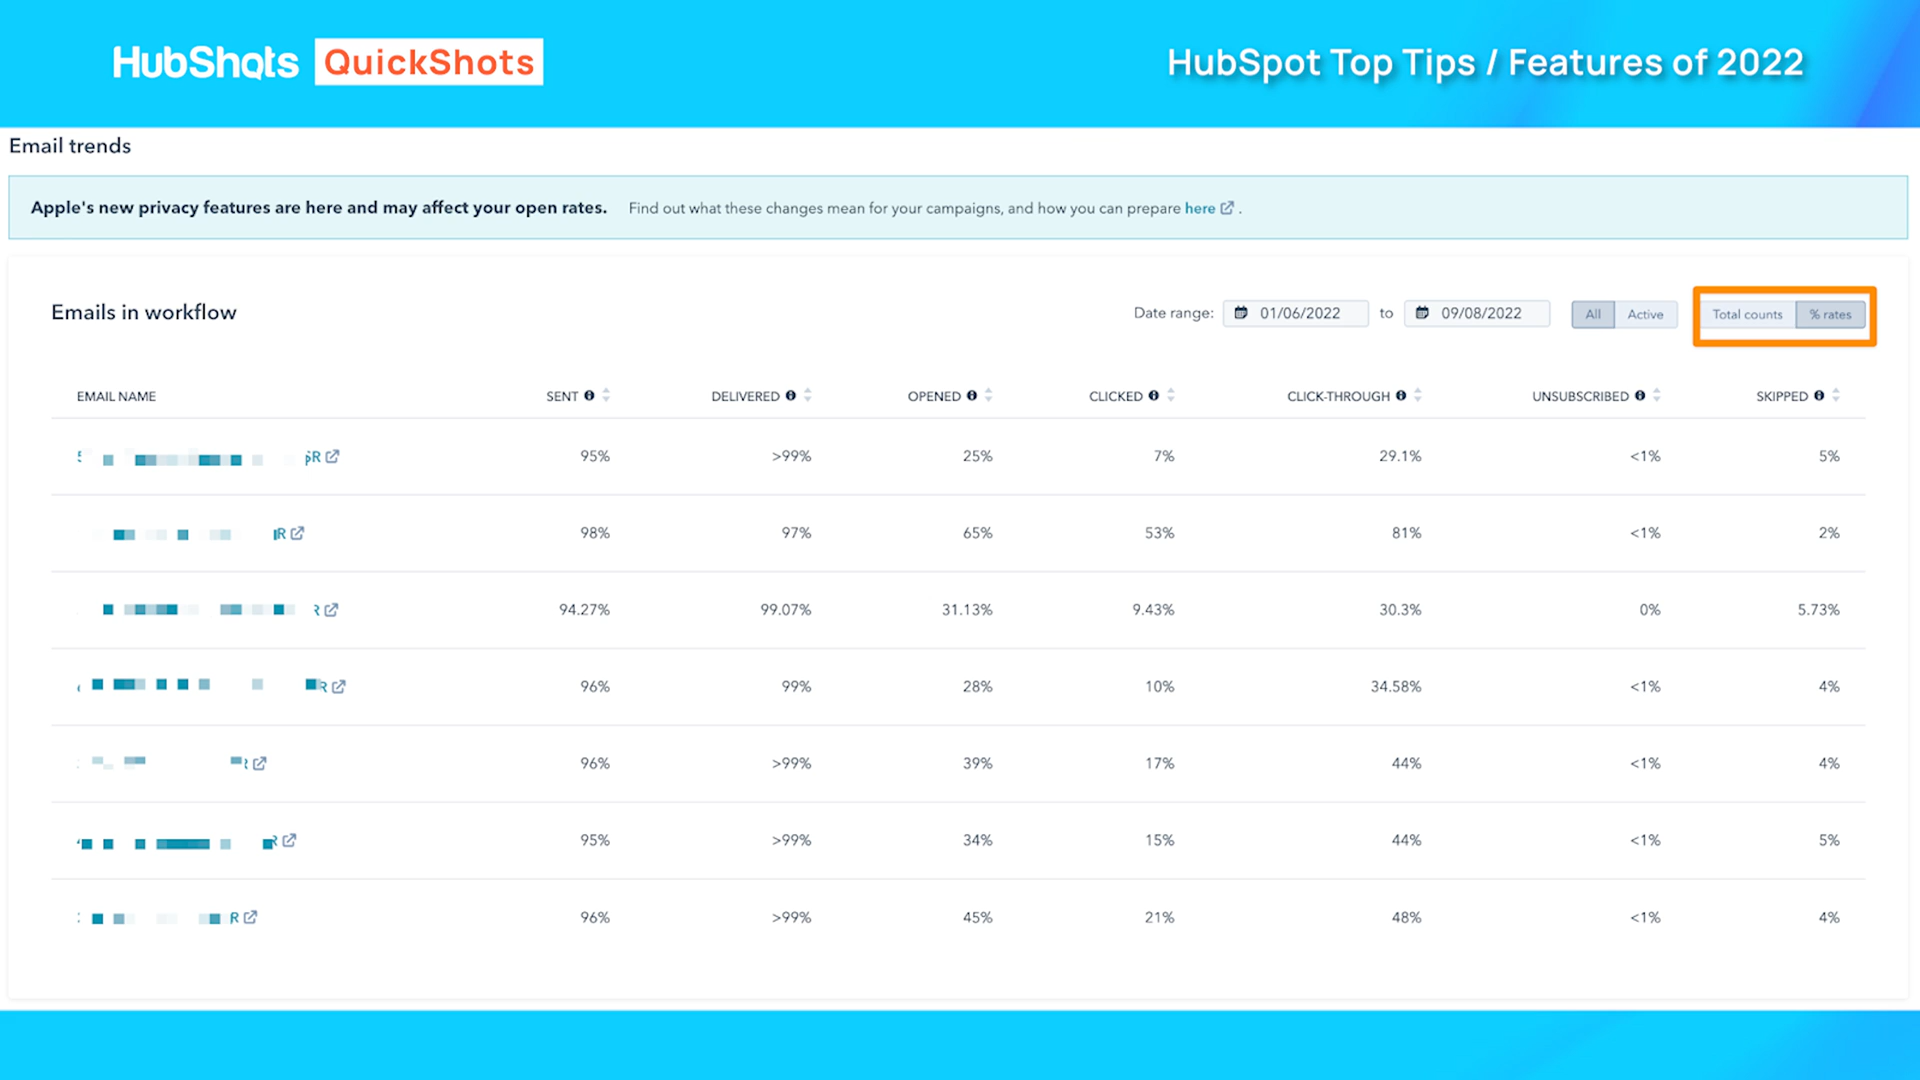 HubShots QuickShots
HubSpot Top Tips / Features of 2022
Email trends
Apple's new privacy features are here and may affect your open rates. Find out what these changes mean for your campaigns, and how you can prepare here .
Emails in workflow
Date range: 01/06/2022 to 09/08/2022 All Active Total counts % rates
EMAIL NAME SENT DELIVERED OPENED CLICKED CLICK-THROUGH UNSUBSCRIBED SKIPPED
95% >99% 25% 7% 29.1% <1% 5%
98% 97% 65% 53% 81% <1% 2%
94.27% 99.07% 31.13% 9.43% 30.3% 0% 5.73%
96% 99% 28% 10% 34.58% <1% 4%
96% >99% 39% 17% 44% <1% 4%
95% >99% 34% 15% 44% <1% 5%
96% >99% 45% 21% 48% <1% 4%